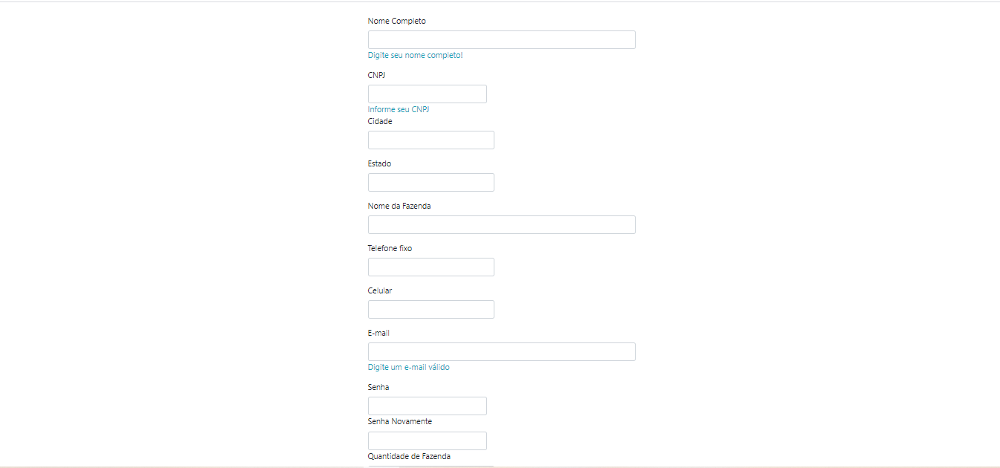 Nome Completo
Digite seu nome completo!
CNPJ
Informe seu CNPJ
Cidade
Estado
Nome da Fazenda
Telefone fixo
Celular
E-mail
Digite um e-mail válido
Senha
Senha Novamente
Quantidade de Fazenda